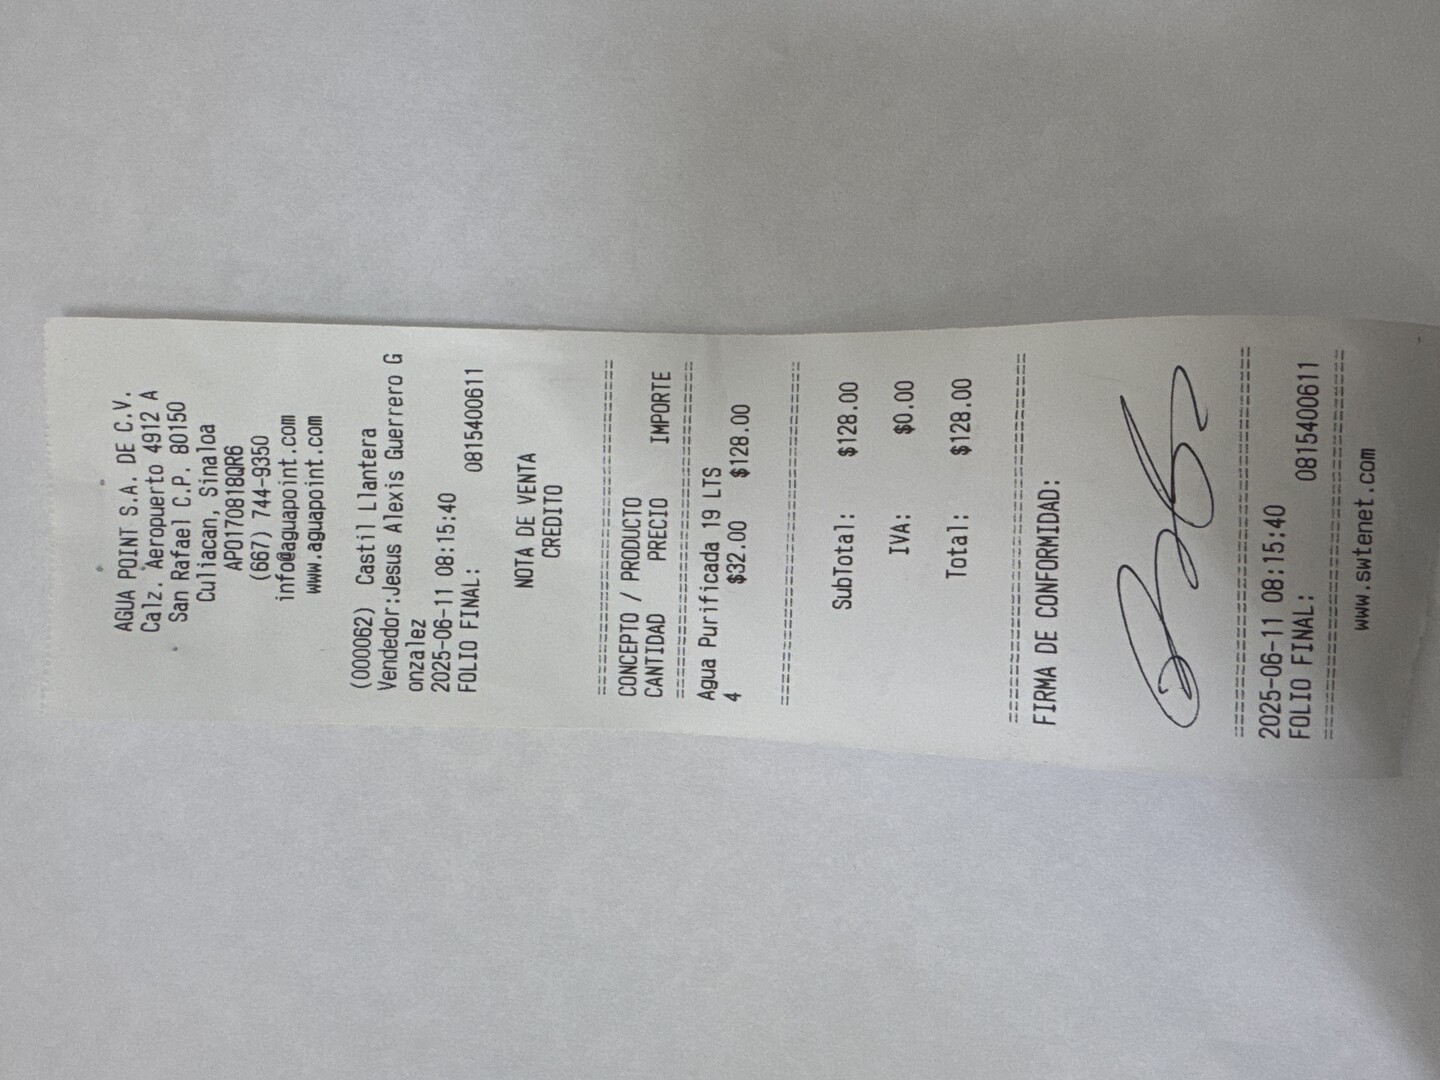 AGUA POINT S.A. DE C.V.
Calz. Aeropuerto 4912 A
San Rafael C.P. 80150
Culiacan, Sinaloa
APO170818QR6
(667) 744-9350
info@aguapoint.com
www.aguapoint.com
(000062) Castil Llantera
Vendedor:Jesus Alexis Guerrero G
onzalez
2025-06-11 08:15:40
FOLIO FINAL: 0815400611
NOTA DE VENTA
CREDITO
================================
CONCEPTO / PRODUCTO
CANTIDAD PRECIO IMPORTE
================================
Agua Purificada 19 LTS
4 $32.00 $128.00
================================
SubTotal: $128.00
IVA: $0.00
Total: $128.00
================================
FIRMA DE CONFORMIDAD:
================================
2025-06-11 08:15:40
FOLIO FINAL: 0815400611
================================
www.swtenet.com